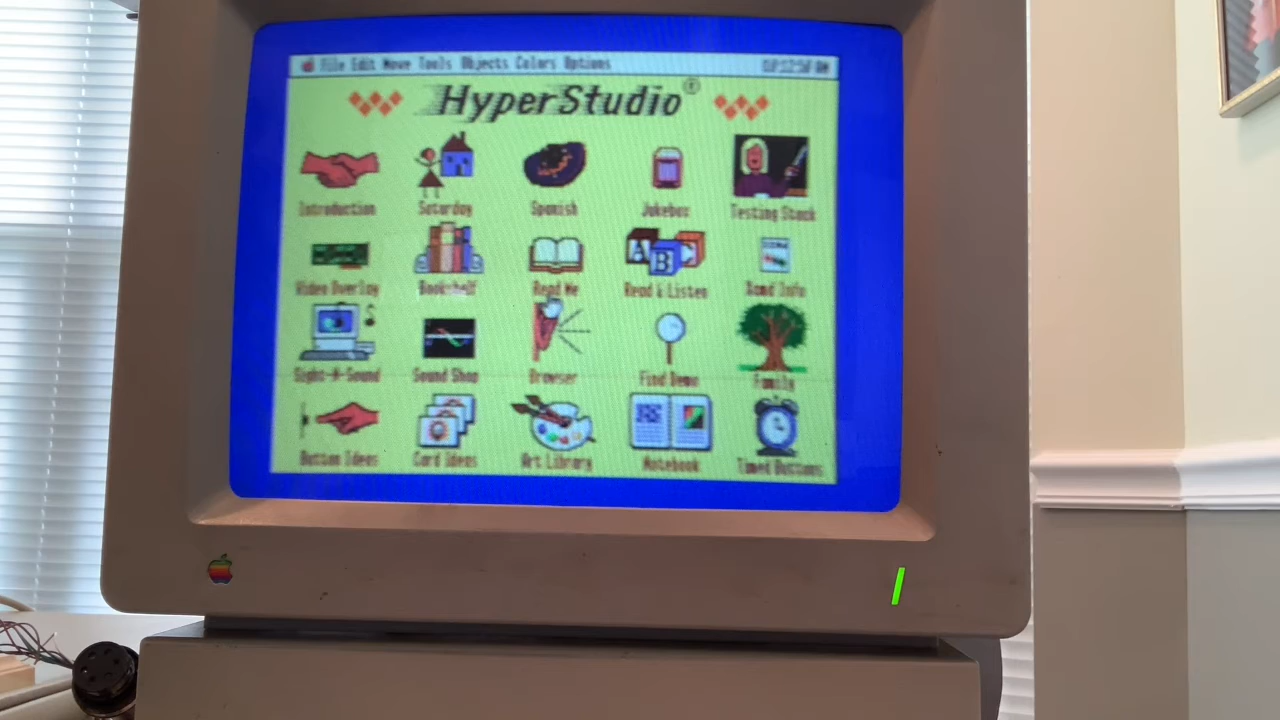 File Edit Move Tools Objects Colors Options
HyperStudio®
Introduction Saturday Spanish Jukebox Testing Stack
Video Overlay Bookshelf Read Me Read & Listen
A B C
Sight-A-Sound Sound Shop Browser Find Demo Family
Button Ideas Card Ideas Art Library Notebook Timed Buttons